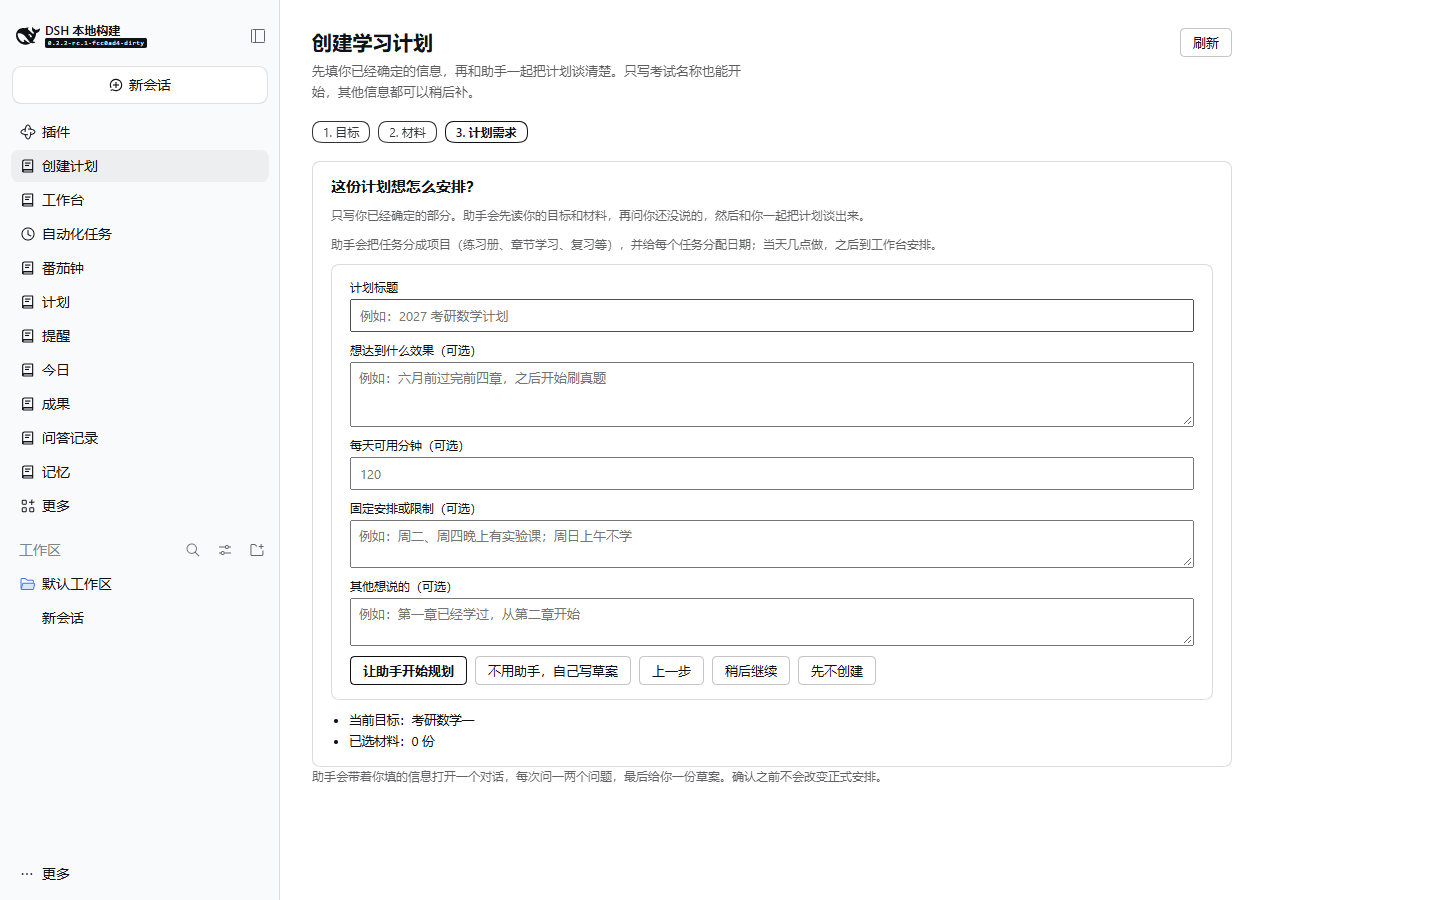 DSH 本地构建
0.3.2-rc.1-fcc0ad4-dirty
新会话
插件
创建计划
工作台
自动化任务
番茄钟
计划
提醒
今日
成果
问答记录
记忆
更多
工作区
默认工作区
新会话
更多
创建学习计划
刷新
先填你已经确定的信息，再和助手一起把计划谈清楚。只写考试名称也能开
始，其他信息都可以稍后补。
1. 目标
2. 材料
3. 计划需求
这份计划想怎么安排？
只写你已经确定的部分。助手会先读你的目标和材料，再问你还没说的，然后和你一起把计划谈出来。
助手会把任务分成项目（练习册、章节学习、复习等），并给每个任务分配日期；当天几点做，之后到工作台安排。
计划标题
例如：2027 考研数学计划
想达到什么效果（可选）
例如：六月前过完前四章，之后开始刷真题
每天可用分钟（可选）
120
固定安排或限制（可选）
例如：周二、周四晚上有实验课；周日上午不学
其他想说的（可选）
例如：第一章已经学过，从第二章开始
让助手开始规划
不用助手，自己写草案
上一步
稍后继续
先不创建
当前目标：考研数学一
已选材料：0 份
助手会带着你填的信息打开一个对话，每次问一两个问题，最后给你一份草案。确认之前不会改变正式安排。